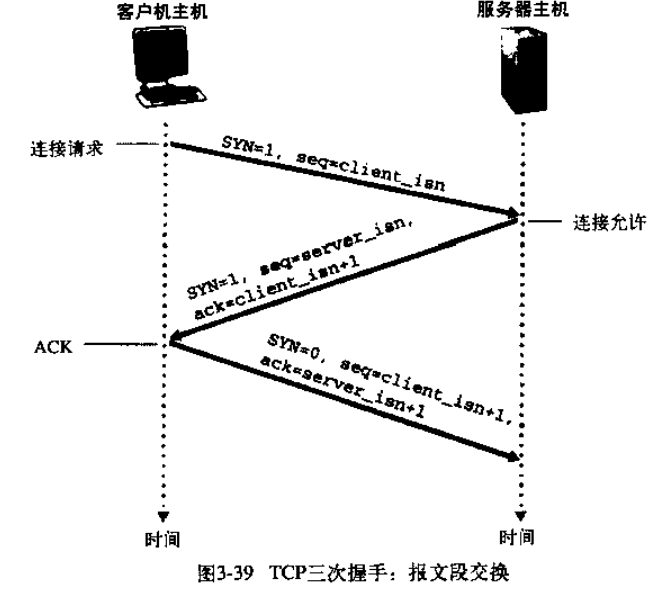 客户机主机
服务器主机
连接请求
SYN=1, seq=client_isn
连接允许
SYN=1, seq=server_isn,
ack=client_isn+1
ACK
SYN=0, seq=client_isn+1,
ack=server_isn+1
时间
时间
图3-39 TCP三次握手：报文段交换